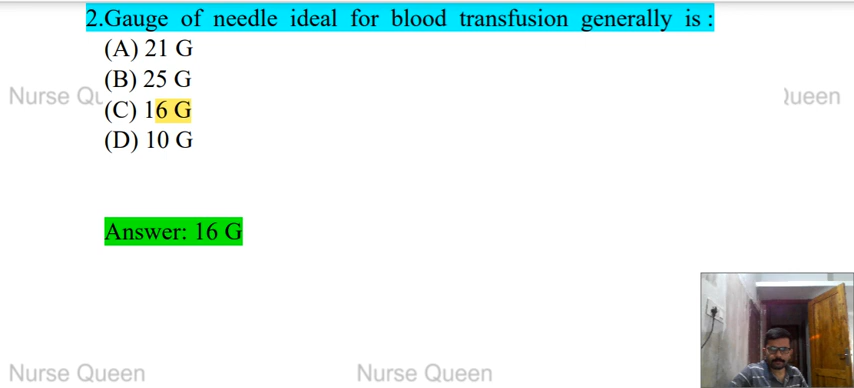 2.Gauge of needle ideal for blood transfusion generally is :
(A) 21 G
(B) 25 G
Nurse Qu
ueen
(C) 16 G
(D) 10 G
Answer: 16 G
Nurse Queen
Nurse Queen